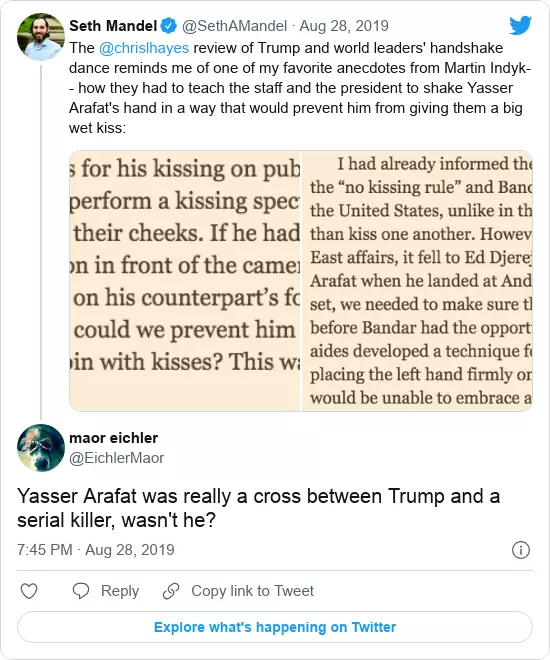 Seth Mandel @SethAMandel · Aug 28, 2019
The @chrislhayes review of Trump and world leaders' handshake
dance reminds me of one of my favorite anecdotes from Martin Indyk-
- how they had to teach the staff and the president to shake Yasser
Arafat's hand in a way that would prevent him from giving them a big
wet kiss:
s for his kissing on pub
perform a kissing spec
their cheeks. If he had
on in front of the came
on his counterpart's fo
could we prevent him
in with kisses? This wa
I had already informed the
the “no kissing rule” and Banc
the United States, unlike in th
than kiss one another. Howev
East affairs, it fell to Ed Djerej
Arafat when he landed at And
set, we needed to make sure t
before Bandar had the opport
aides developed a technique f
placing the left hand firmly or
would be unable to embrace a
maor eichler
@EichlerMaor
Yasser Arafat was really a cross between Trump and a
serial killer, wasn't he?
7:45 PM · Aug 28, 2019
Reply Copy link to Tweet
Explore what's happening on Twitter